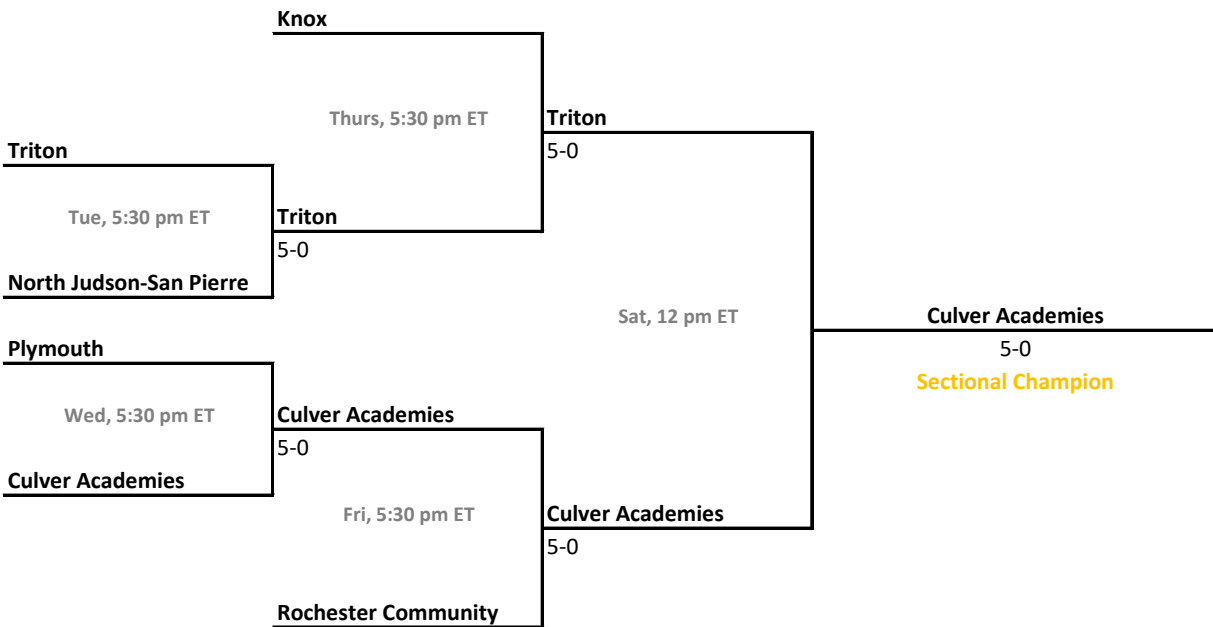 Knox
Thurs, 5:30 pm ET
Triton
5-0
Triton
Tue, 5:30 pm ET
Triton
5-0
North Judson-San Pierre
Sat, 12 pm ET
Culver Academies
5-0
Sectional Champion
Plymouth
Wed, 5:30 pm ET
Culver Academies
5-0
Culver Academies
Fri, 5:30 pm ET
Culver Academies
5-0
Rochester Community